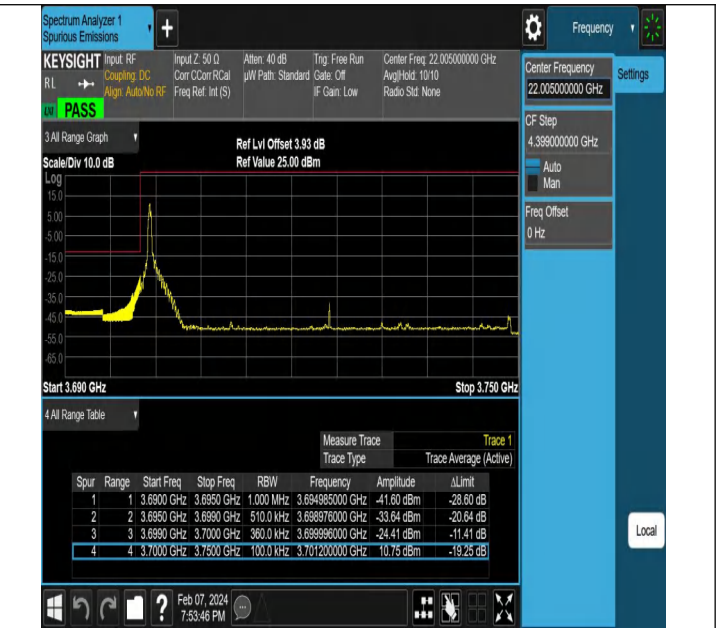 Spectrum Analyzer 1
Spurious Emissions
Frequency
KEYSIGHT Input: RF Input Z: 50 Ω Atten: 40 dB Trig: Free Run Center Freq: 22.005000000 GHz
RL Coupling: DC Corr CCorr RCal µW Path: Standard Gate: Off Avg|Hold: 10/10
Align: Auto/No RF Freq Ref: Int (S) IF Gain: Low Radio Std: None
PASS
Center Frequency
22.005000000 GHz
Settings
CF Step
4.399000000 GHz
Auto
Man
Freq Offset
0 Hz
3 All Range Graph
Ref Lvl Offset 3.93 dB
Scale/Div 10.0 dB Ref Value 25.00 dBm
Log
15.0
5.00
-5.00
-15.0
-25.0
-35.0
-45.0
-55.0
-65.0
Start 3.690 GHz Stop 3.750 GHz
4 All Range Table
Measure Trace Trace 1
Trace Type Trace Average (Active)
Spur Range Start Freq Stop Freq RBW Frequency Amplitude ΔLimit
1 1 3.6900 GHz 3.6950 GHz 1.000 MHz 3.694985000 GHz -41.60 dBm -28.60 dB
2 2 3.6950 GHz 3.6990 GHz 510.0 kHz 3.698976000 GHz -33.64 dBm -20.64 dB
3 3 3.6990 GHz 3.7000 GHz 360.0 kHz 3.699996000 GHz -24.41 dBm -11.41 dB
4 4 3.7000 GHz 3.7500 GHz 100.0 kHz 3.701200000 GHz 10.75 dBm -19.25 dB
Local
Feb 07, 2024
7:53:46 PM